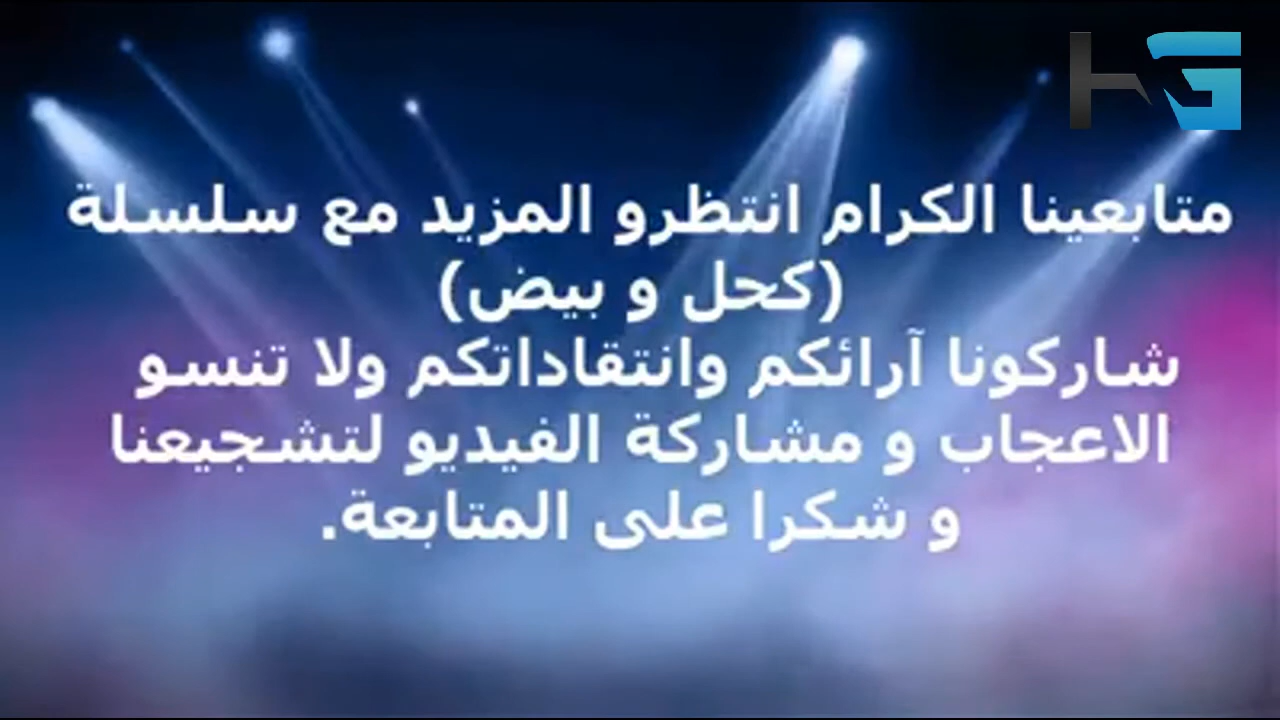 HG
متابعينا الكرام انتظرو المزيد مع سلسلة
(كحل و بيض)
شاركونا آرائكم وانتقاداتكم ولا تنسو
الاعجاب و مشاركة الفيديو لتشجيعنا
و شكرا على المتابعة.